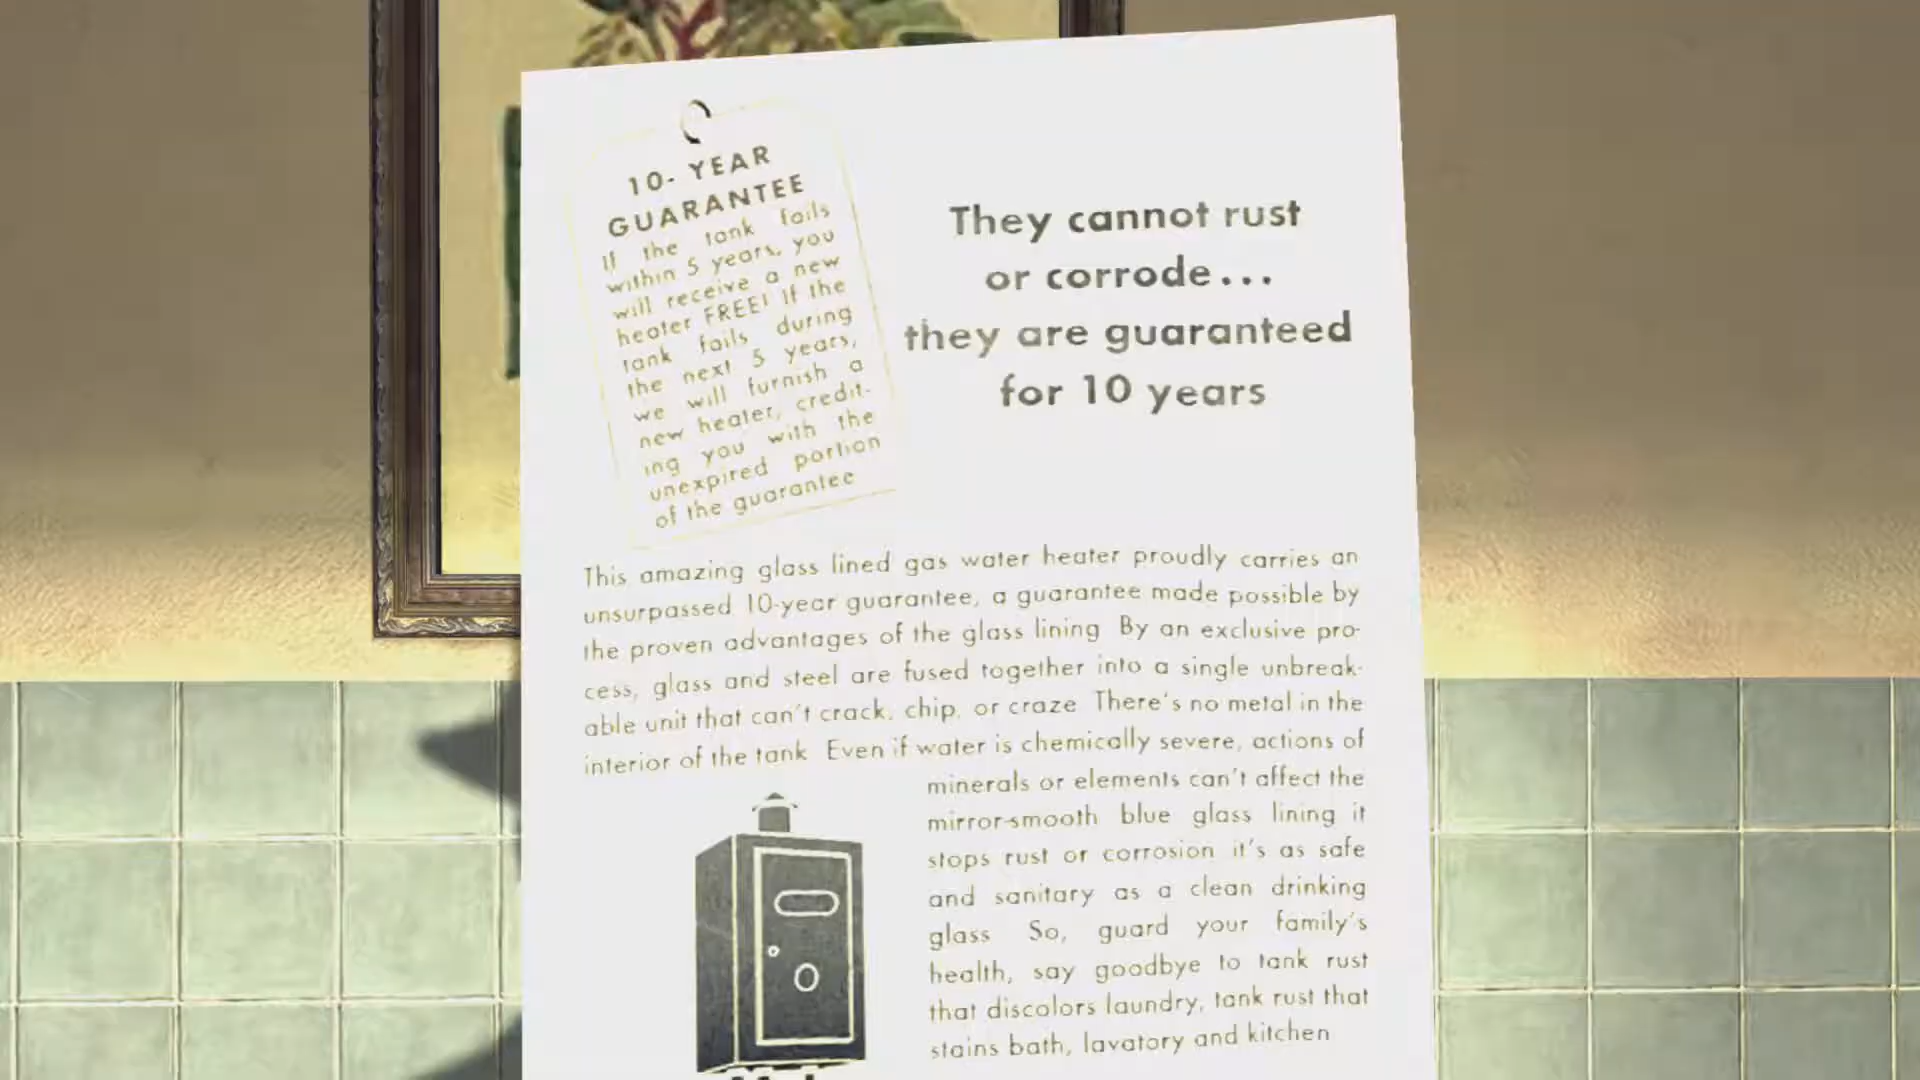 10- YEAR
GUARANTEE
If the tank fails
within 5 years, you
will receive a new
heater FREE! If the
tank fails during
the next 5 years,
we will furnish a
new heater, credit-
ing you with the
unexpired portion
of the guarantee
They cannot rust
or corrode...
they are guaranteed
for 10 years
This amazing glass lined gas water heater proudly carries an
unsurpassed 10-year guarantee, a guarantee made possible by
the proven advantages of the glass lining By an exclusive pro-
cess, glass and steel are fused together into a single unbreak-
able unit that can't crack, chip, or craze There's no metal in the
interior of the tank Even if water is chemically severe, actions of
minerals or elements can't affect the
mirror-smooth blue glass lining it
stops rust or corrosion it's as safe
and sanitary as a clean drinking
glass So, guard your family's
health, say goodbye to tank rust
that discolors laundry, tank rust that
stains bath, lavatory and kitchen